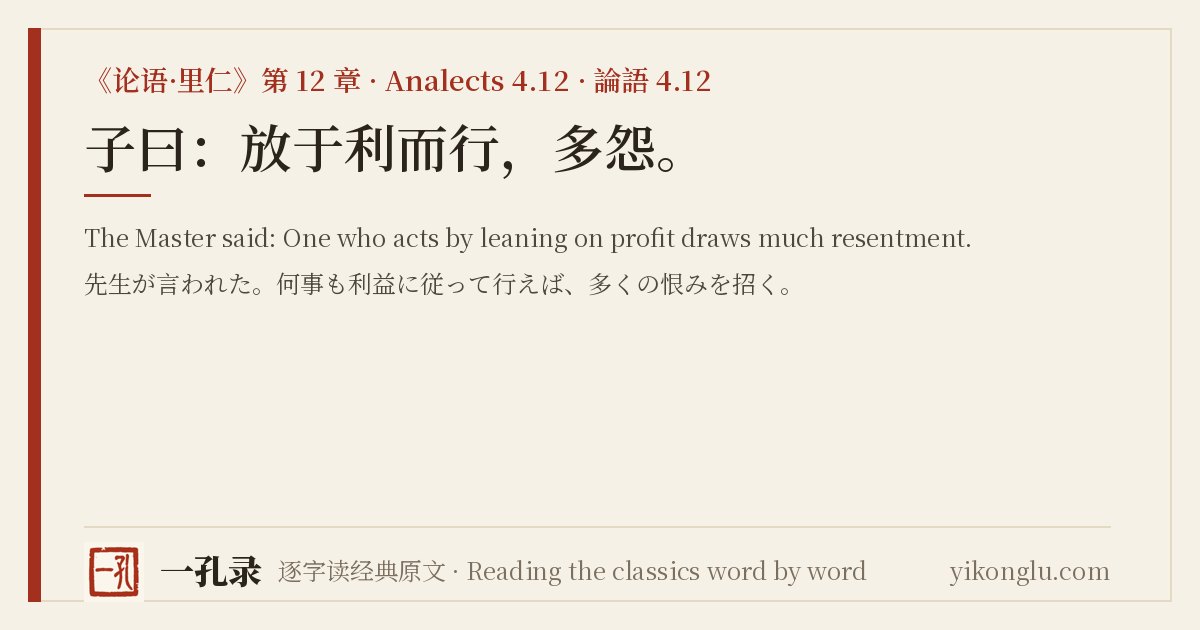 《论语·里仁》第 12 章 · Analects 4.12 · 論語 4.12
子曰：放于利而行，多怨。
The Master said: One who acts by leaning on profit draws much resentment.
先生が言われた。何事も利益に従って行えば、多くの恨みを招く。
一孔 一孔录 逐字读经典原文 · Reading the classics word by word yikonglu.com